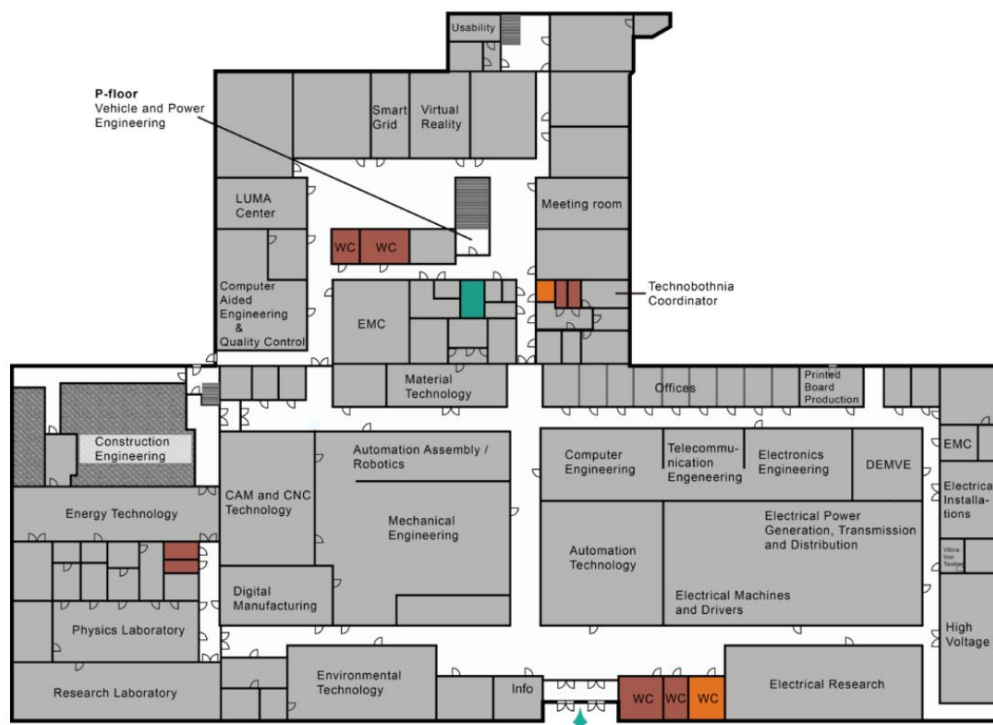 Usability
P-floor
Vehicle and Power
Engineering
Smart
Grid
Virtual
Reality
LUMA
Center
Meeting room
WC
WC
Computer
Aided
Engineering
&
Quality Control
EMC
Technobothnia
Coordinator
Material
Technology
Offices
Printed
Board
Production
Construction
Engineering
Automation Assembly /
Robotics
CAM and CNC
Technology
Mechanical
Engineering
Computer
Engineering
Telecommu-
nication
Engeneering
Electronics
Engineering
DEMVE
EMC
Electrical
Installa-
tions
Energy Technology
Electrical Power
Generation, Transmission
and Distribution
Automation
Technology
Vibra-
tion
Testing
Digital
Manufacturing
Electrical Machines
and Drivers
Physics Laboratory
High
Voltage
Research Laboratory
Environmental
Technology
Info
WC
WC
WC
Electrical Research